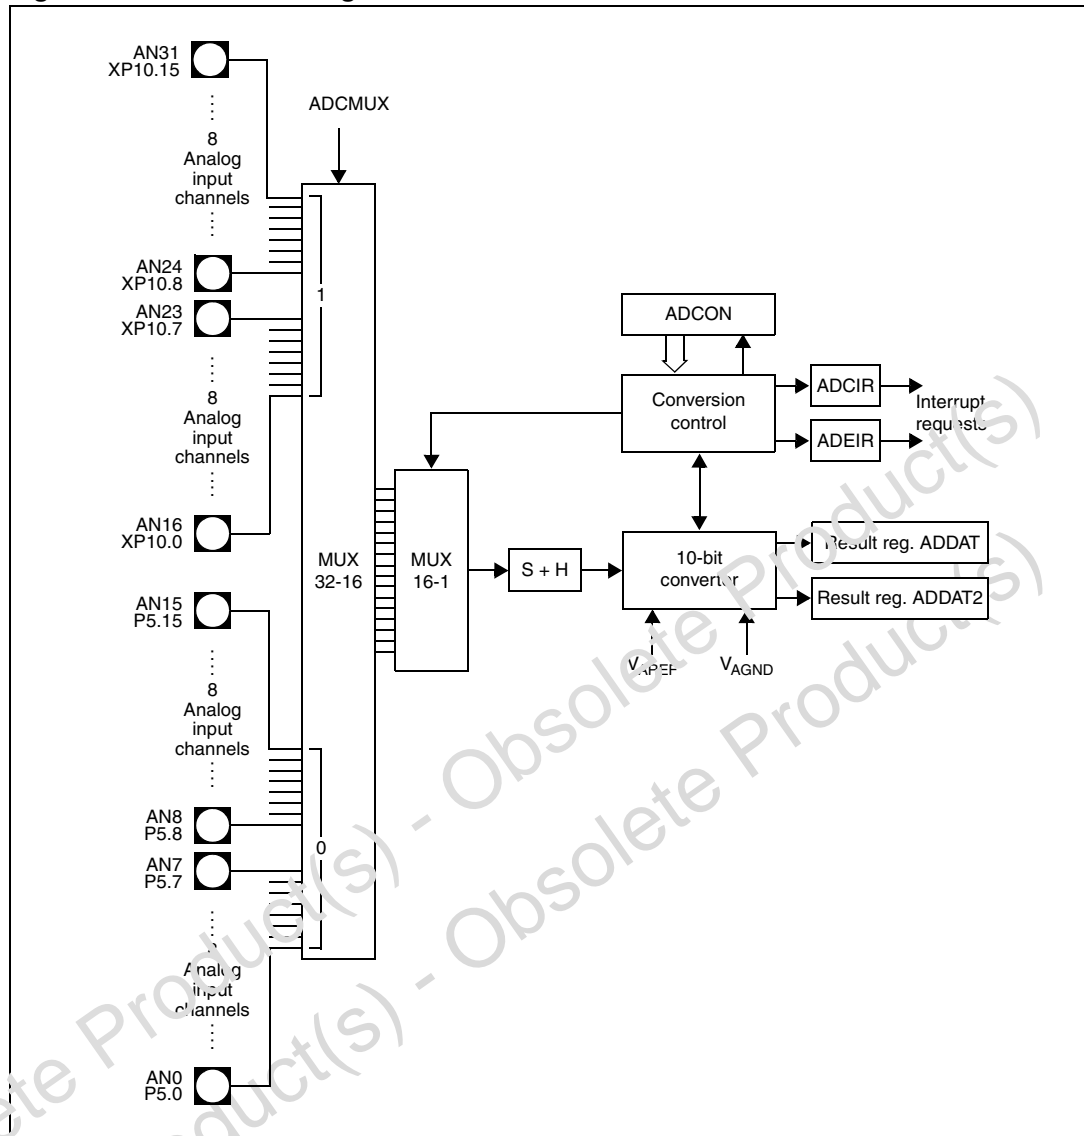 AN31
XP10.15
8
Analog
input
channels
AN24
XP10.8
AN23
XP10.7
8
Analog
input
channels
AN16
XP10.0
AN15
P5.15
8
Analog
input
channels
AN8
P5.8
AN7
P5.7
8
Analog
input
channels
AN0
P5.0
ADCMUX
1
0
MUX
32-16
MUX
16-1
S + H
ADCON
Conversion
control
ADCIR
ADEIR
Interrupt
requests
10-bit
converter
Result reg. ADDAT
Result reg. ADDAT2
VAREF
VAGND
Obsolete Product(s) - Obsolete Product(s)
Obsolete Product(s) - Obsolete Product(s)